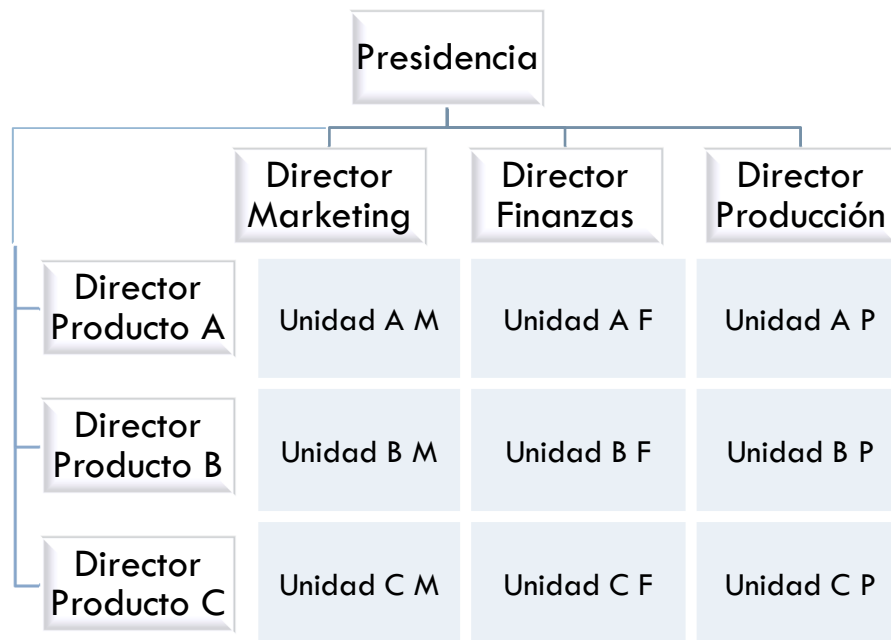 Presidencia
Director
Marketing
Director
Finanzas
Director
Producción
Director
Producto A
Unidad A M
Unidad A F
Unidad A P
Director
Producto B
Unidad B M
Unidad B F
Unidad B P
Director
Producto C
Unidad C M
Unidad C F
Unidad C P